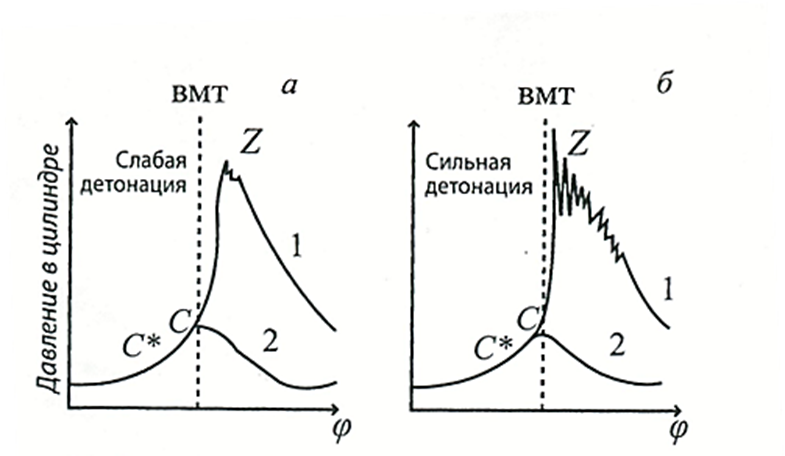 а
ВМТ
Слабая
детонация
Z
1
C
C*
2
Давление в цилиндре
φ
б
ВМТ
Сильная
детонация
Z
1
C
C*
2
φ